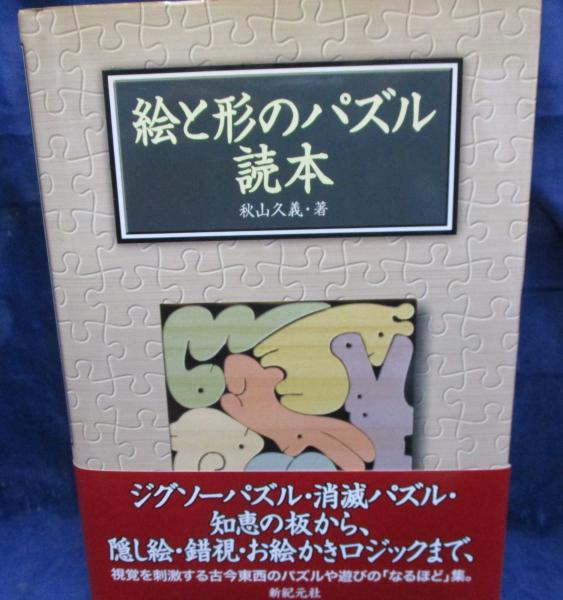 絵と形のパズル
読本
秋山久義・著
ジグソーパズル・消滅パズル・
知恵の板から、
隠し絵・錯視・お絵かきロジックまで、
視覚を刺激する古今東西のパズルや遊びの「なるほど」集。
新紀元社